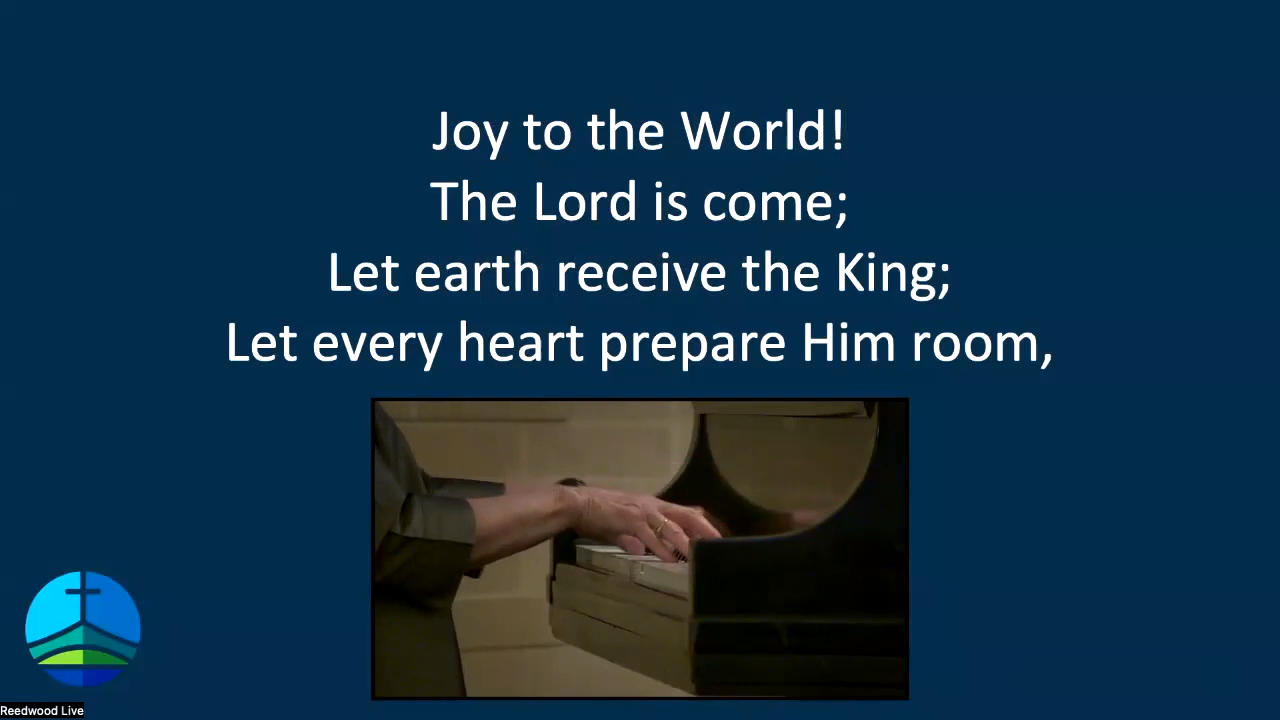 Joy to the World!
The Lord is come;
Let earth receive the King;
Let every heart prepare Him room,
Reedwood Live